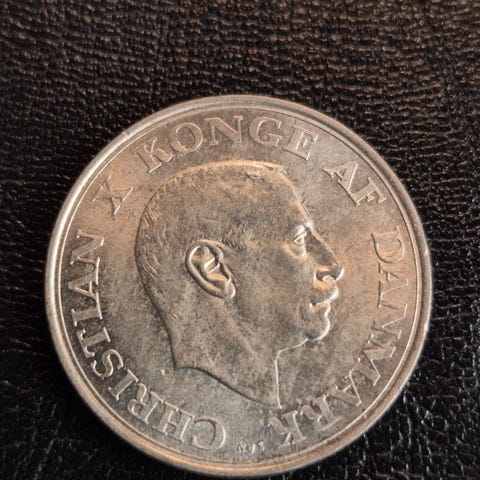 CHRISTIAN X KONGE AF DANMARK